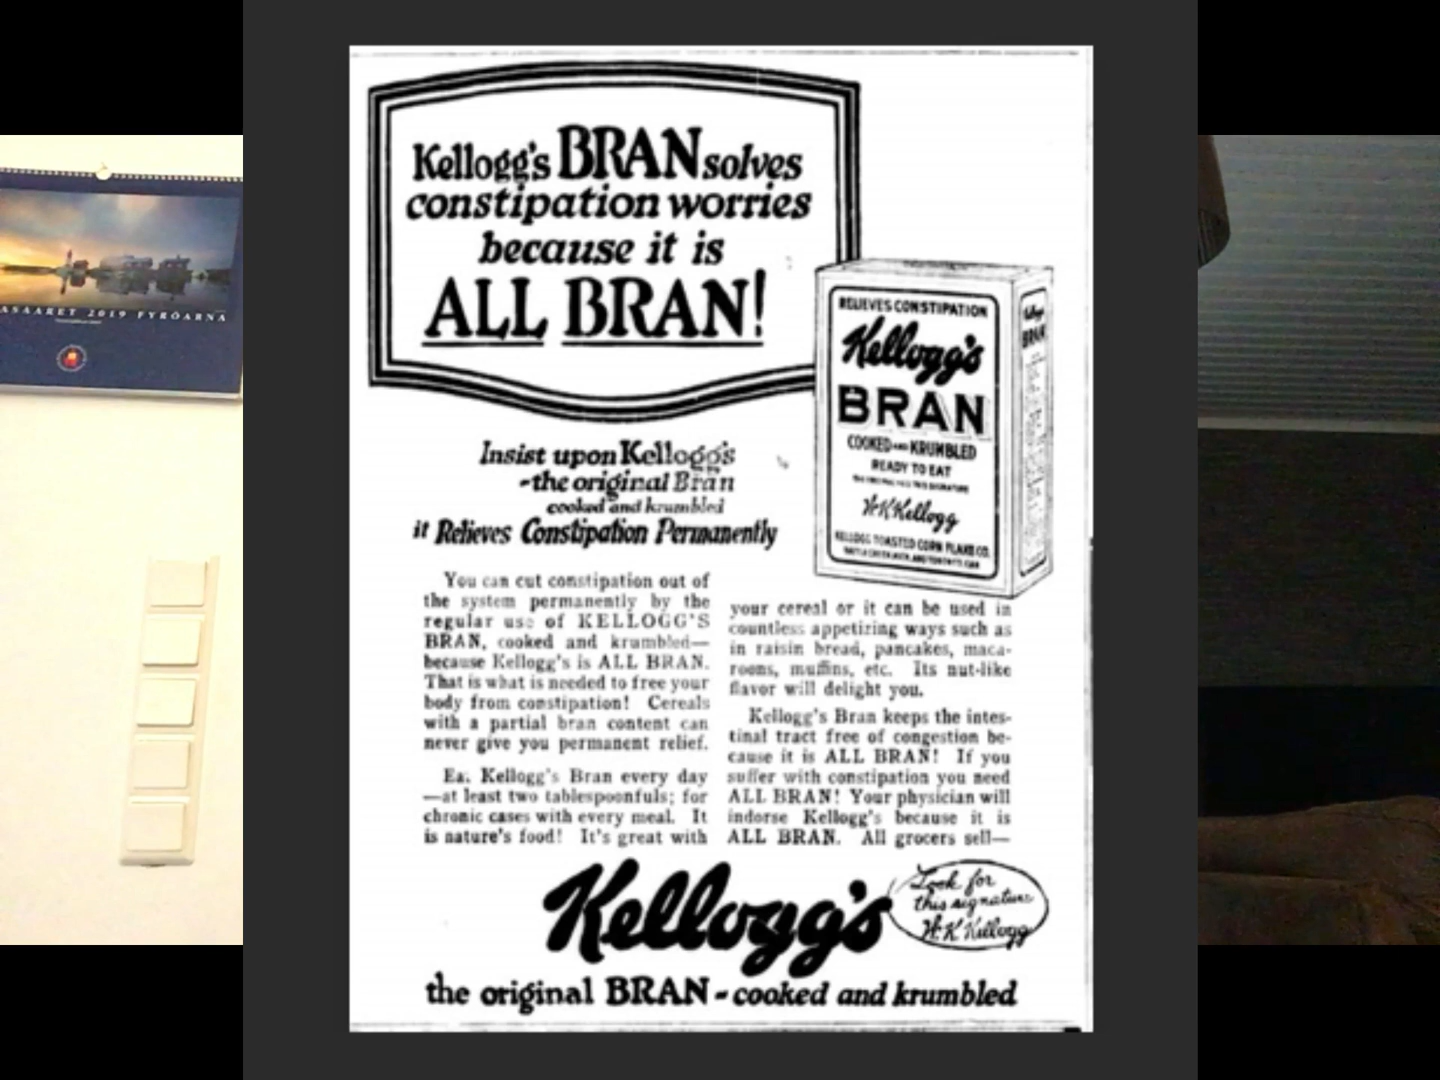 ASAARET 2019 FYRÖARNA
Kellogg's BRAN solves
constipation worries
because it is
ALL BRAN!
RELIEVES CONSTIPATION
Kellogg's
BRAN
COOKED AND KRUMBLED
READY TO EAT
W.K.Kellogg
KELLOGG TOASTED CORN FLAKE CO.
Kellogg's
BRAN
Insist upon Kellogg's
-the original Bran
cooked and krumbled
it Relieves Constipation Permanently
You can cut constipation out of
the system permanently by the
regular use of KELLOGG'S
BRAN, cooked and krumbled—
because Kellogg's is ALL BRAN.
That is what is needed to free your
body from constipation! Cereals
with a partial bran content can
never give you permanent relief.
Ea. Kellogg's Bran every day
—at least two tablespoonfuls; for
chronic cases with every meal. It
is nature's food! It's great with
your cereal or it can be used in
countless appetizing ways such as
in raisin bread, pancakes, maca-
roons, muffins, etc. Its nut-like
flavor will delight you.
Kellogg's Bran keeps the intes-
tinal tract free of congestion be-
cause it is ALL BRAN! If you
suffer with constipation you need
ALL BRAN! Your physician will
indorse Kellogg's because it is
ALL BRAN. All grocers sell—
Kellogg's
Look for
this signature
W.K.Kellogg
the original BRAN - cooked and krumbled